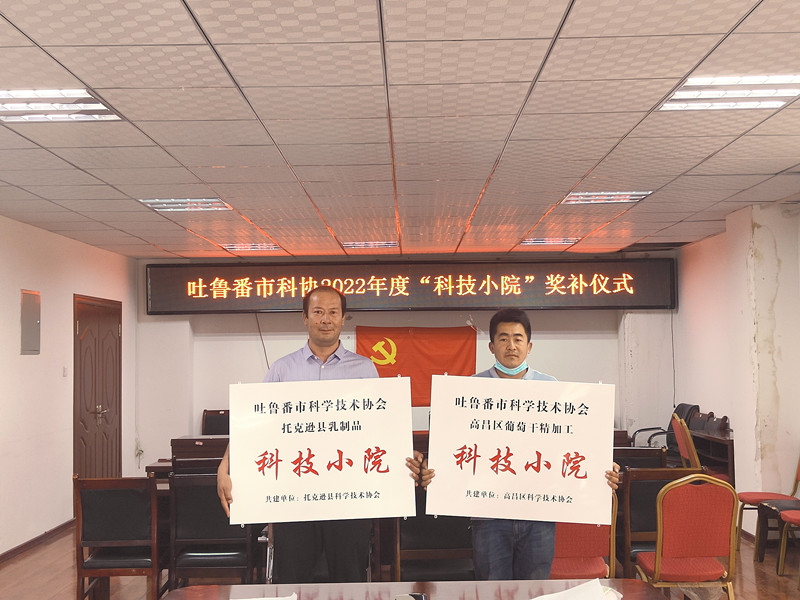 吐鲁番市科协2022年度“科技小院”奖补仪式
吐鲁番市科学技术协会
托克逊县乳制品
科技小院
共建单位：托克逊县科学技术协会
吐鲁番市科学技术协会
高昌区葡萄干精加工
科技小院
共建单位：高昌区科学技术协会